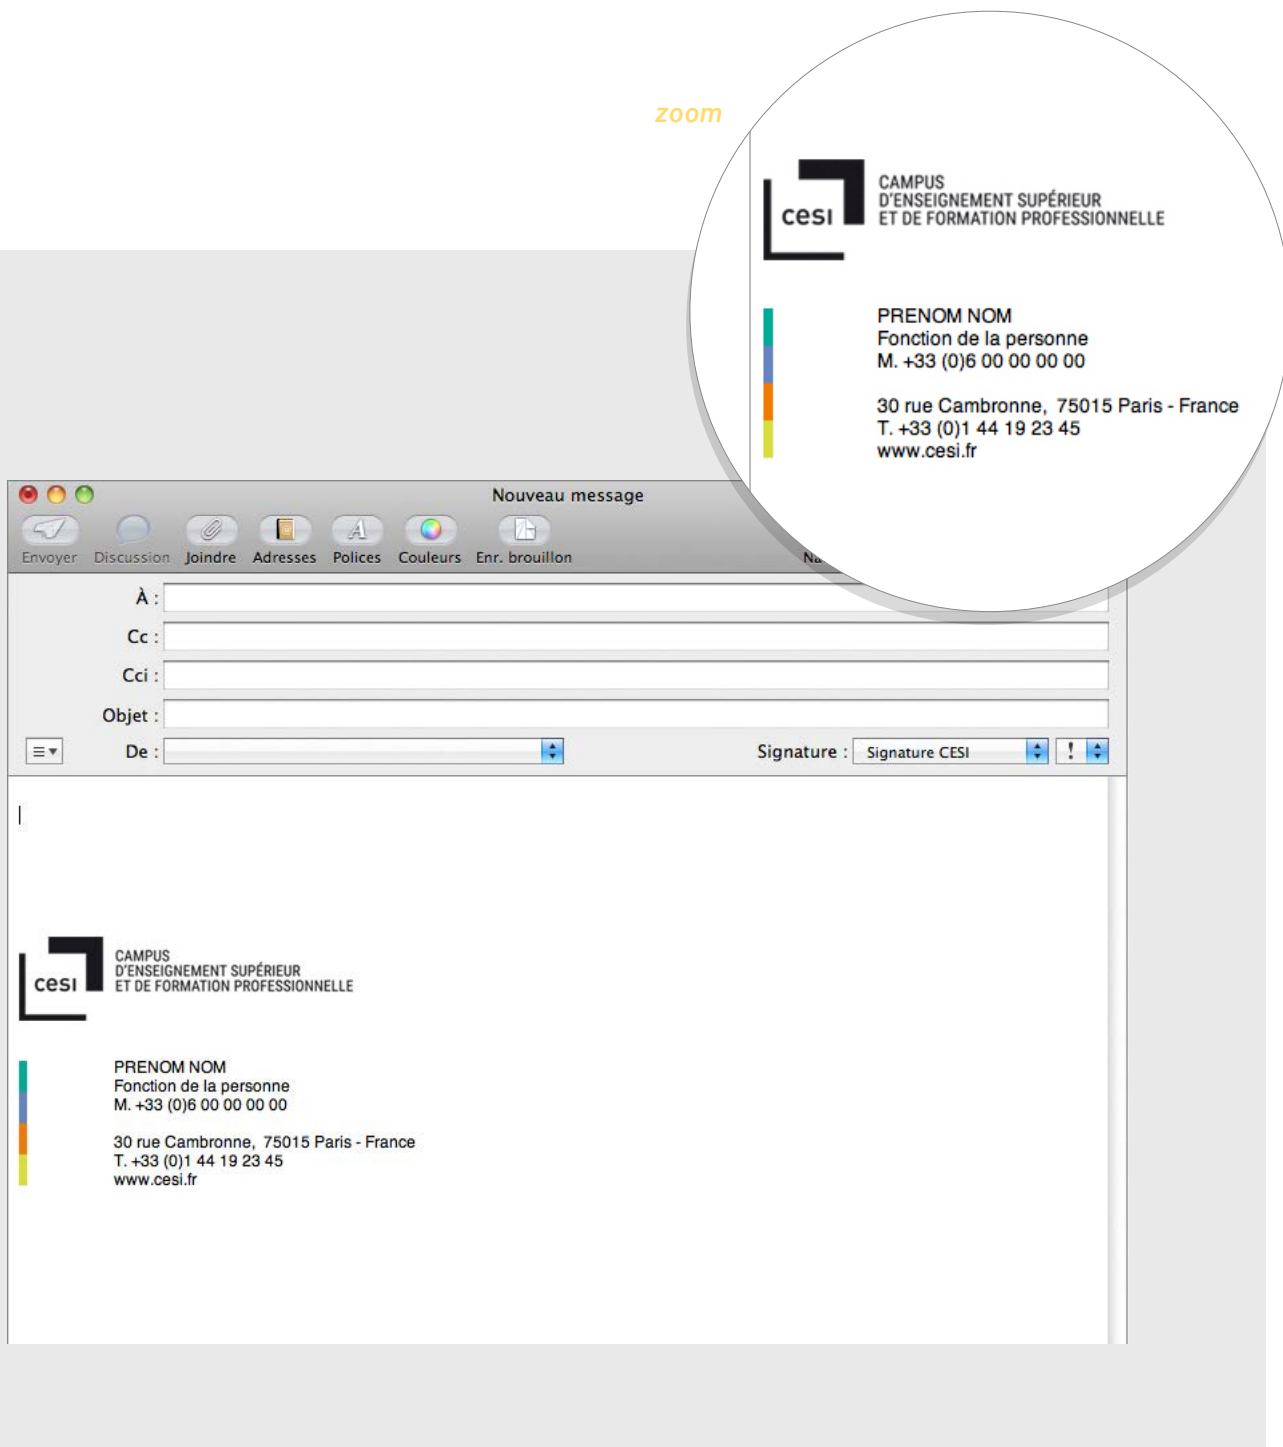 zoom
cesi
CAMPUS
D'ENSEIGNEMENT SUPÉRIEUR
ET DE FORMATION PROFESSIONNELLE
PRENOM NOM
Fonction de la personne
M. +33 (0)6 00 00 00 00
30 rue Cambronne, 75015 Paris - France
T. +33 (0)1 44 19 23 45
www.cesi.fr
Nouveau message
Envoyer Discussion Joindre Adresses Polices Couleurs Enr. brouillon
À :
Cc :
Cci :
Objet :
De : Signature : Signature CESI !
cesi
CAMPUS
D'ENSEIGNEMENT SUPÉRIEUR
ET DE FORMATION PROFESSIONNELLE
PRENOM NOM
Fonction de la personne
M. +33 (0)6 00 00 00 00
30 rue Cambronne, 75015 Paris - France
T. +33 (0)1 44 19 23 45
www.cesi.fr